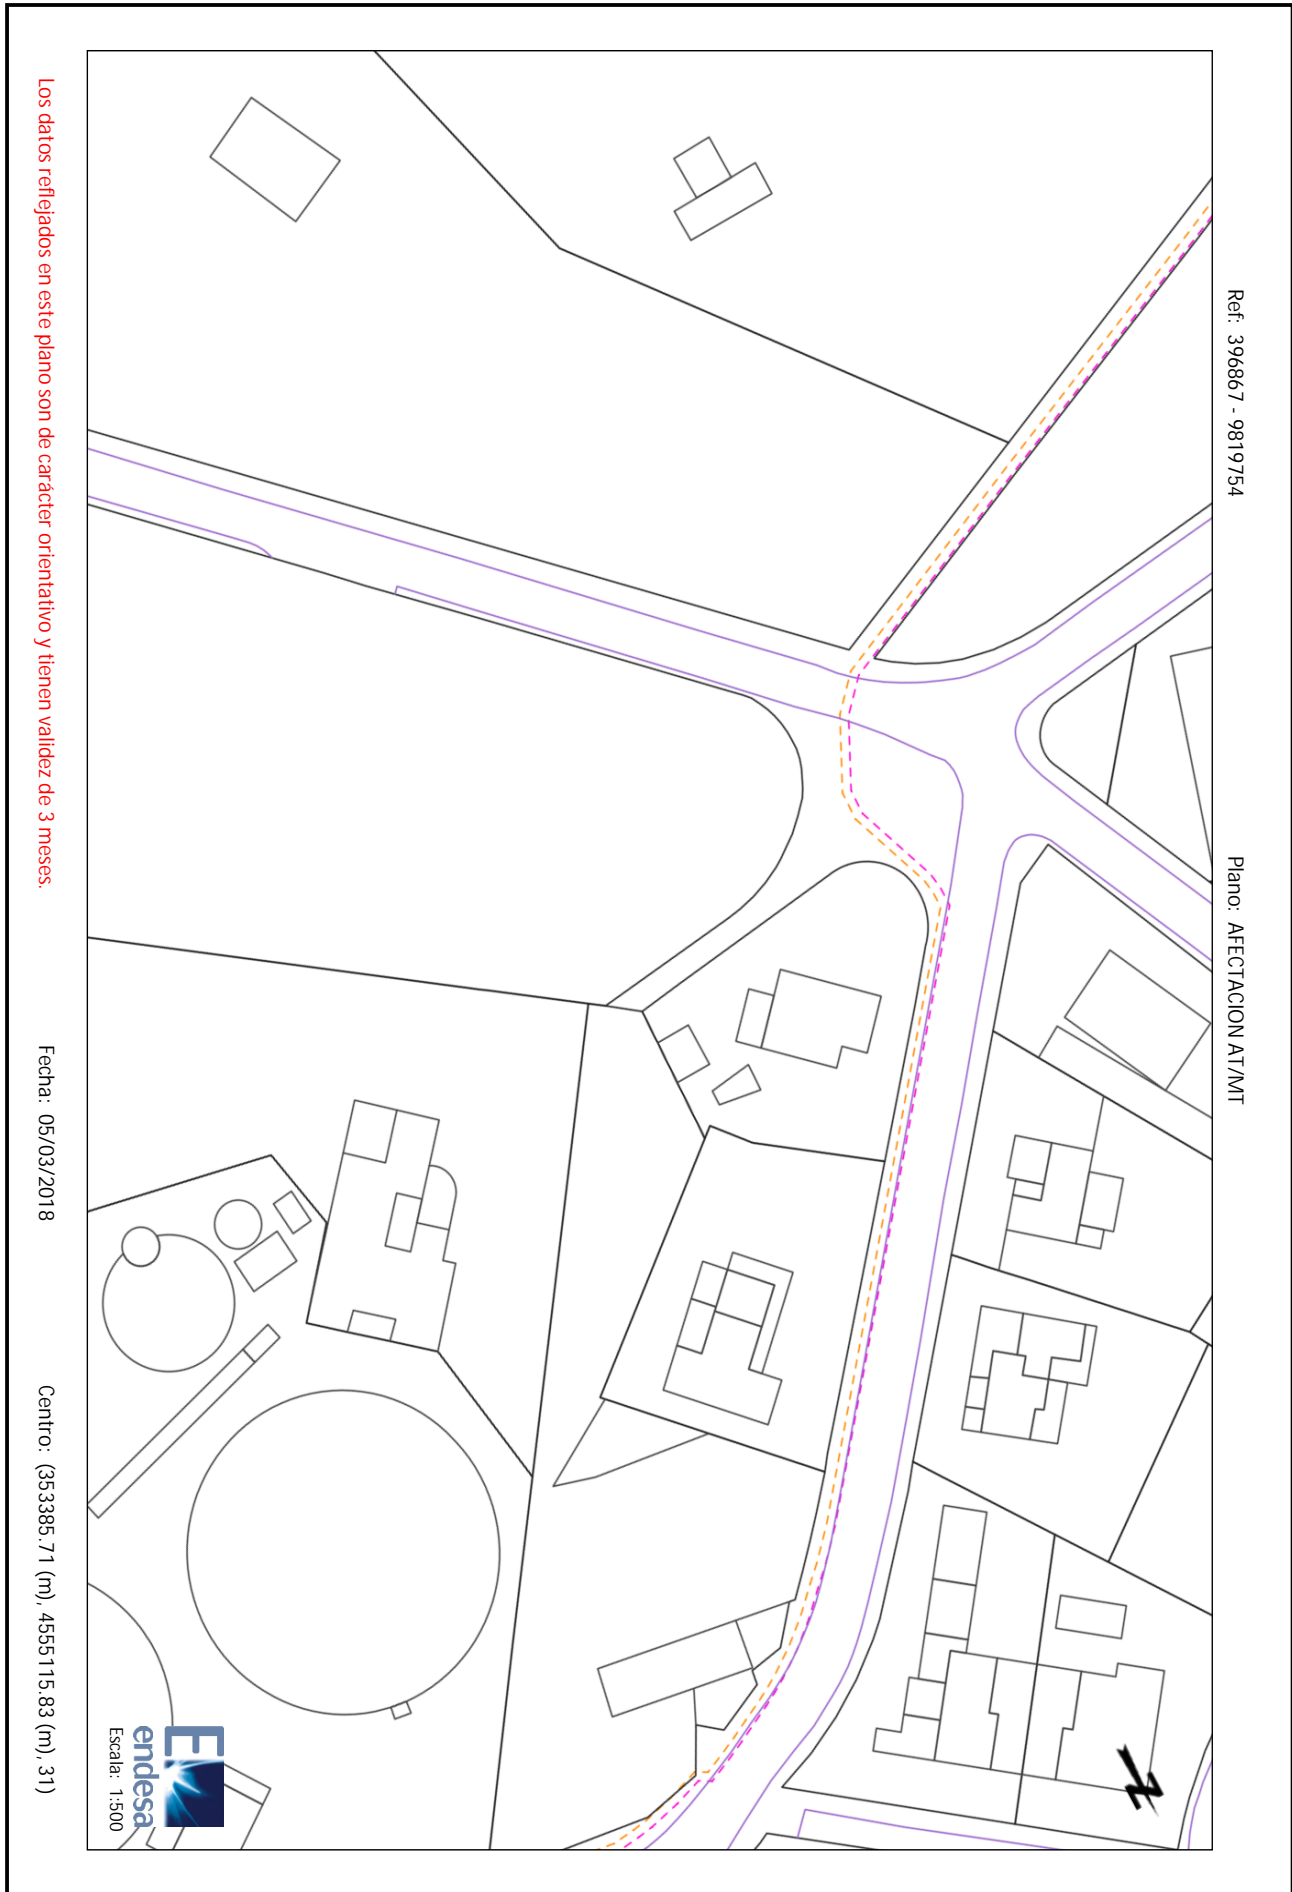 Ref: 396867 - 9819754
Plano: AFECTACION AT/MT
endesa
Escala: 1:500
Los datos reflejados en este plano son de carácter orientativo y tienen validez de 3 meses.
Fecha: 05/03/2018
Centro: (353385.71 (m), 4555115.83 (m), 31)